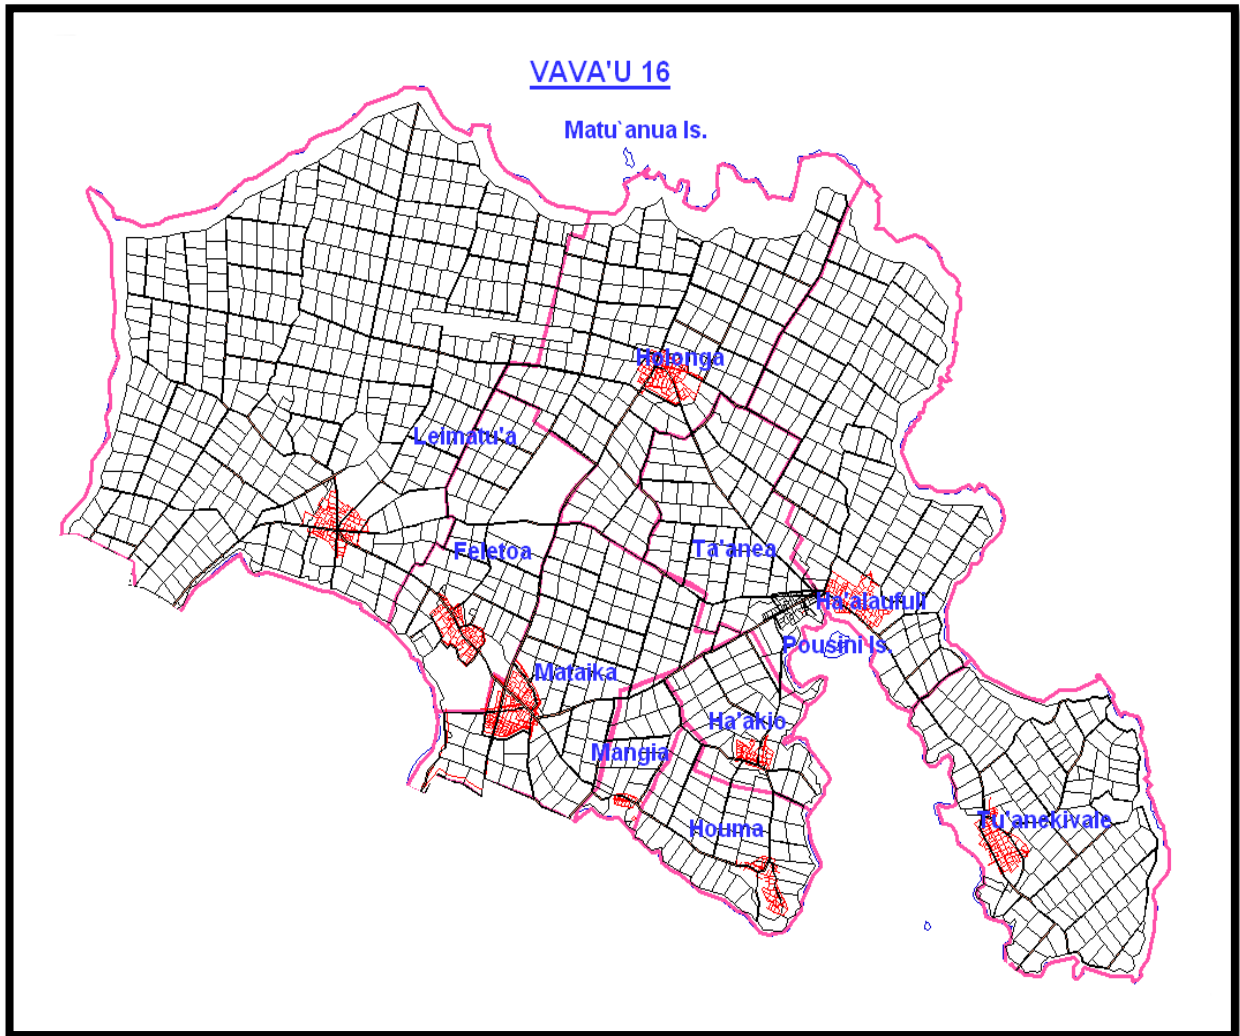 VAVA'U 16
Matu`anua Is.
Holonga
Leimatu'a
Feletoa
Ta'anea
Ha'alaufuli
Pousini Is.
Mataika
Ha'akio
Mangia
Houma
Tu'anekivale